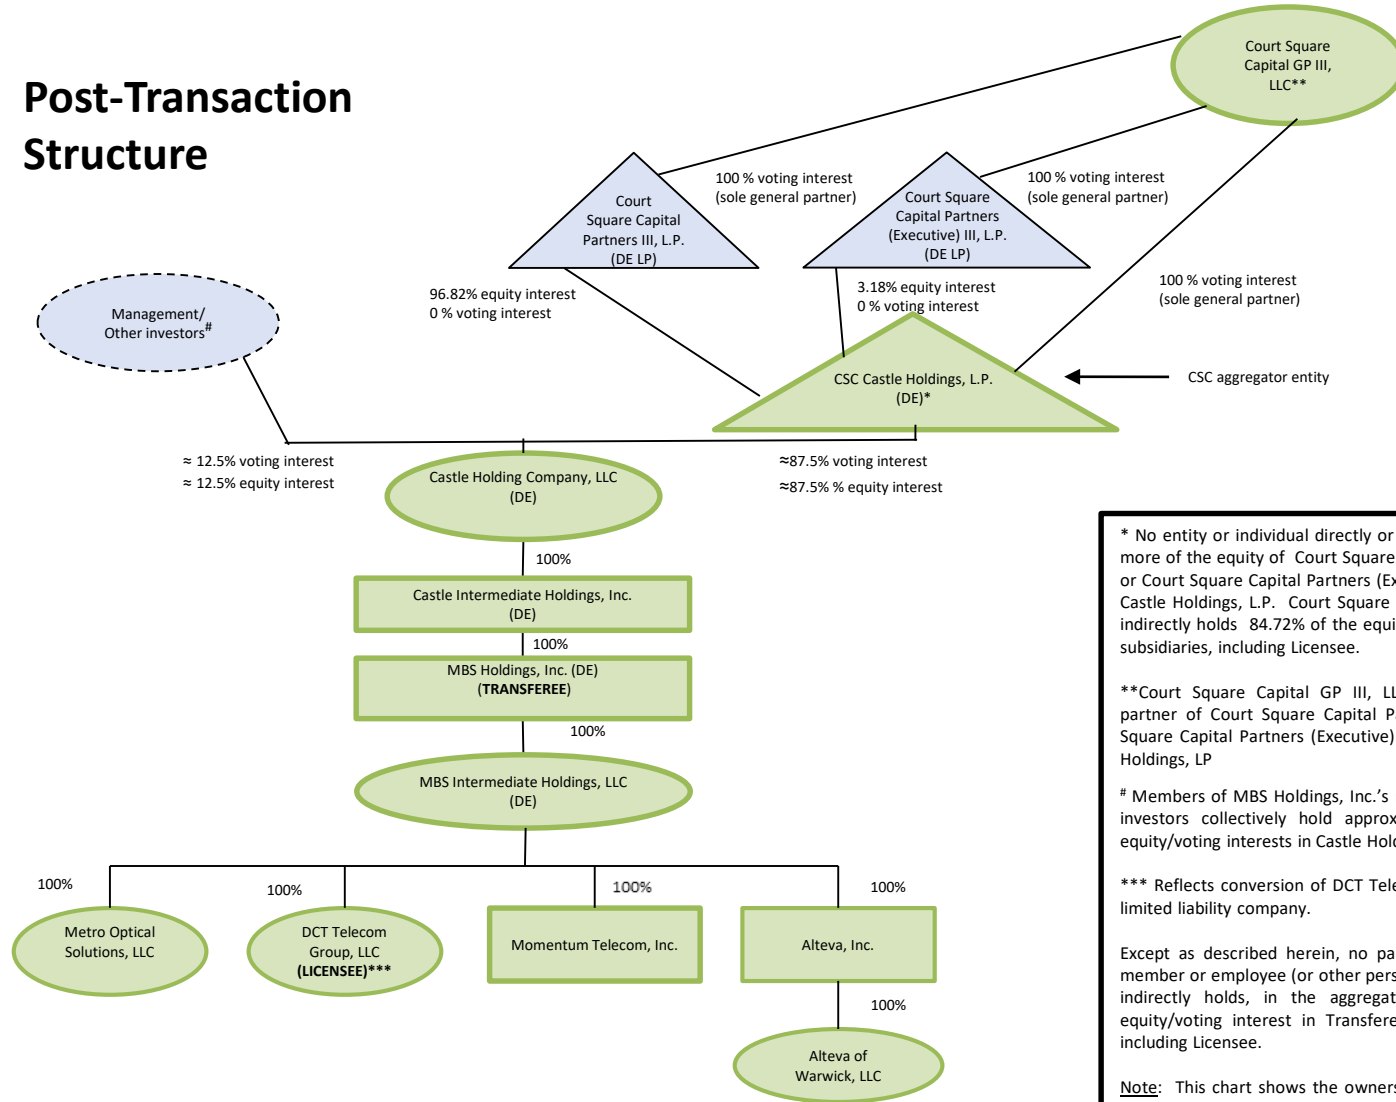 Post-Transaction
Structure
Court Square
Capital GP III,
LLC**
100 % voting interest
(sole general partner)
100 % voting interest
(sole general partner)
Court
Square Capital
Partners III, L.P.
(DE LP)
Court Square
Capital Partners
(Executive) III, L.P.
(DE LP)
100 % voting interest
(sole general partner)
96.82% equity interest
0 % voting interest
3.18% equity interest
0 % voting interest
Management/
Other investors#
CSC Castle Holdings, L.P.
(DE)*
CSC aggregator entity
≈ 12.5% voting interest
≈ 12.5% equity interest
≈87.5% voting interest
≈87.5% % equity interest
Castle Holding Company, LLC
(DE)
100%
Castle Intermediate Holdings, Inc.
(DE)
100%
MBS Holdings, Inc. (DE)
(TRANSFEREE)
100%
MBS Intermediate Holdings, LLC
(DE)
100%
100%
100%
100%
Metro Optical
Solutions, LLC
DCT Telecom
Group, LLC
(LICENSEE)***
Momentum Telecom, Inc.
Alteva, Inc.
100%
Alteva of
Warwick, LLC
* No entity or individual directly or
more of the equity of Court Square
or Court Square Capital Partners (Ex
Castle Holdings, L.P. Court Square
indirectly holds 84.72% of the equi
subsidiaries, including Licensee.
**Court Square Capital GP III, LL
partner of Court Square Capital Pa
Square Capital Partners (Executive)
Holdings, LP
# Members of MBS Holdings, Inc.'s
investors collectively hold approx
equity/voting interests in Castle Hold
*** Reflects conversion of DCT Tele
limited liability company.
Except as described herein, no pa
member or employee (or other pers
indirectly holds, in the aggregat
equity/voting interest in Transfere
including Licensee.
Note: This chart shows the owners